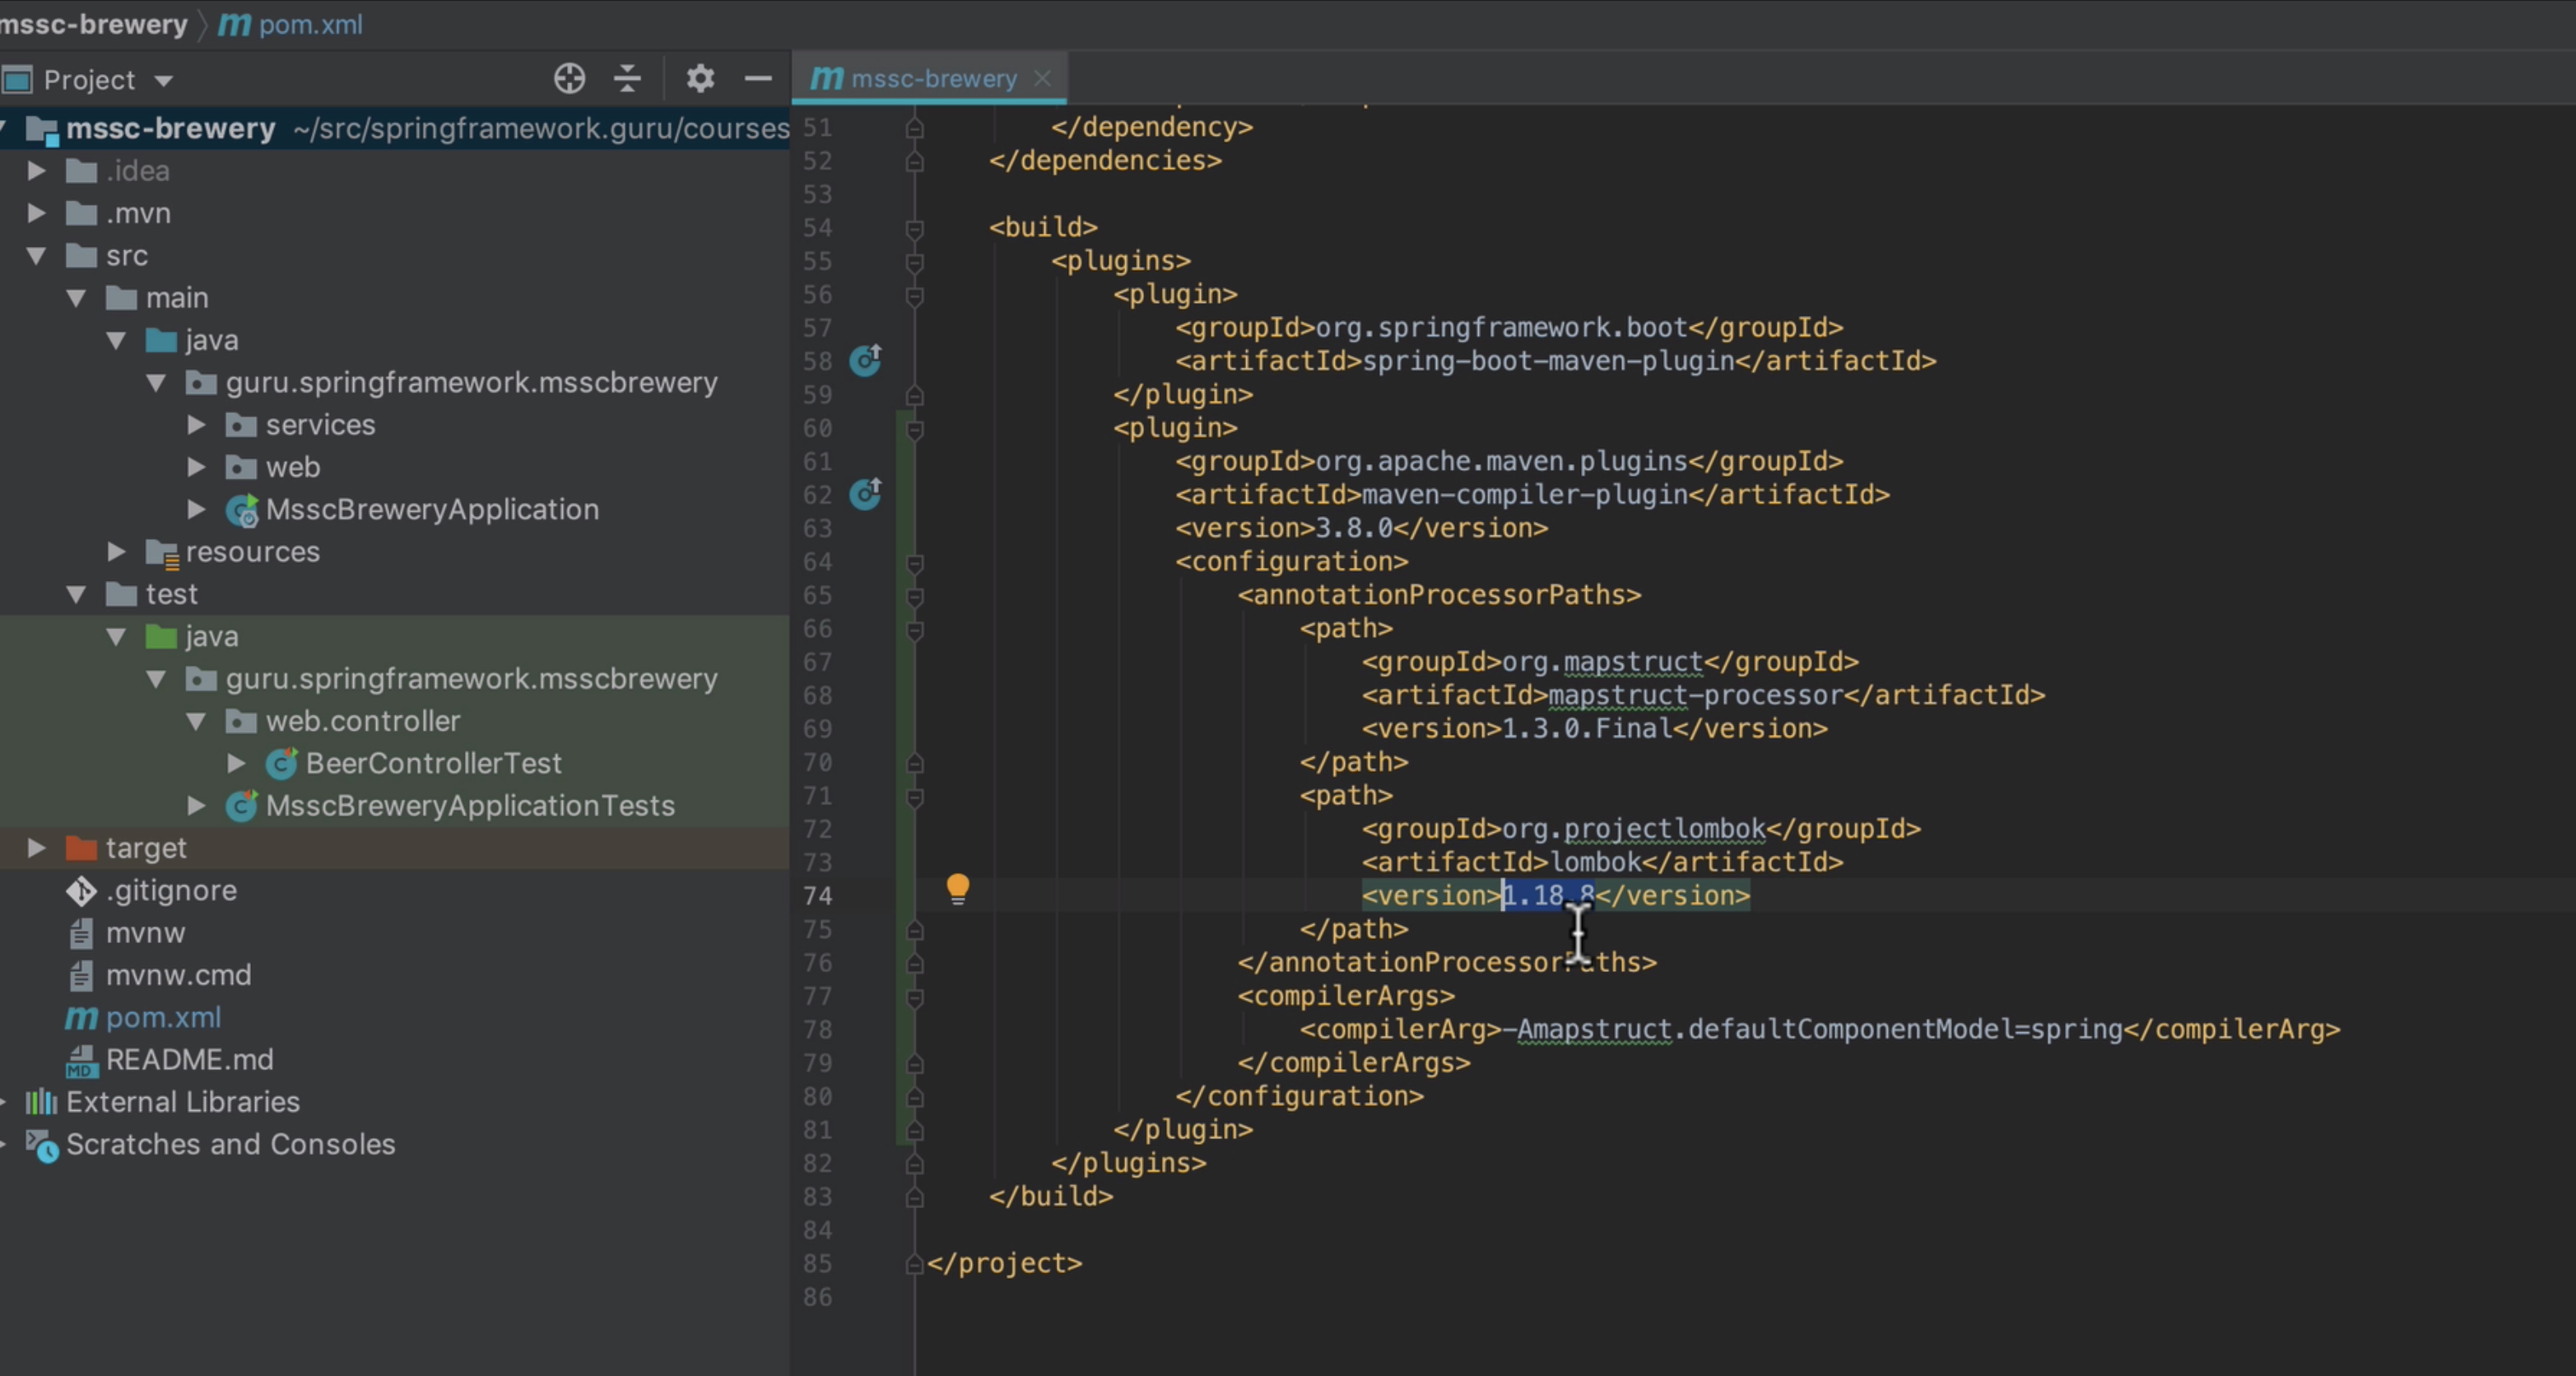 mssc-brewery
pom.xml
Project
mssc-brewery ~/src/springframework.guru/courses
.idea
.mvn
src
main
java
guru.springframework.msscbrewery
services
web
MsscBreweryApplication
resources
test
java
guru.springframework.msscbrewery
web.controller
BeerControllerTest
MsscBreweryApplicationTests
target
.gitignore
mvnw
mvnw.cmd
pom.xml
README.md
External Libraries
Scratches and Consoles
mssc-brewery
51 </dependency>
52 </dependencies>
53
54 <build>
55 <plugins>
56 <plugin>
57 <groupId>org.springframework.boot</groupId>
58 <artifactId>spring-boot-maven-plugin</artifactId>
59 </plugin>
60 <plugin>
61 <groupId>org.apache.maven.plugins</groupId>
62 <artifactId>maven-compiler-plugin</artifactId>
63 <version>3.8.0</version>
64 <configuration>
65 <annotationProcessorPaths>
66 <path>
67 <groupId>org.mapstruct</groupId>
68 <artifactId>mapstruct-processor</artifactId>
69 <version>1.3.0.Final</version>
70 </path>
71 <path>
72 <groupId>org.projectlombok</groupId>
73 <artifactId>lombok</artifactId>
74 <version>1.18.8</version>
75 </path>
76 </annotationProcessorPaths>
77 <compilerArgs>
78 <compilerArg>-Amapstruct.defaultComponentModel=spring</compilerArg>
79 </compilerArgs>
80 </configuration>
81 </plugin>
82 </plugins>
83 </build>
84
85 </project>
86